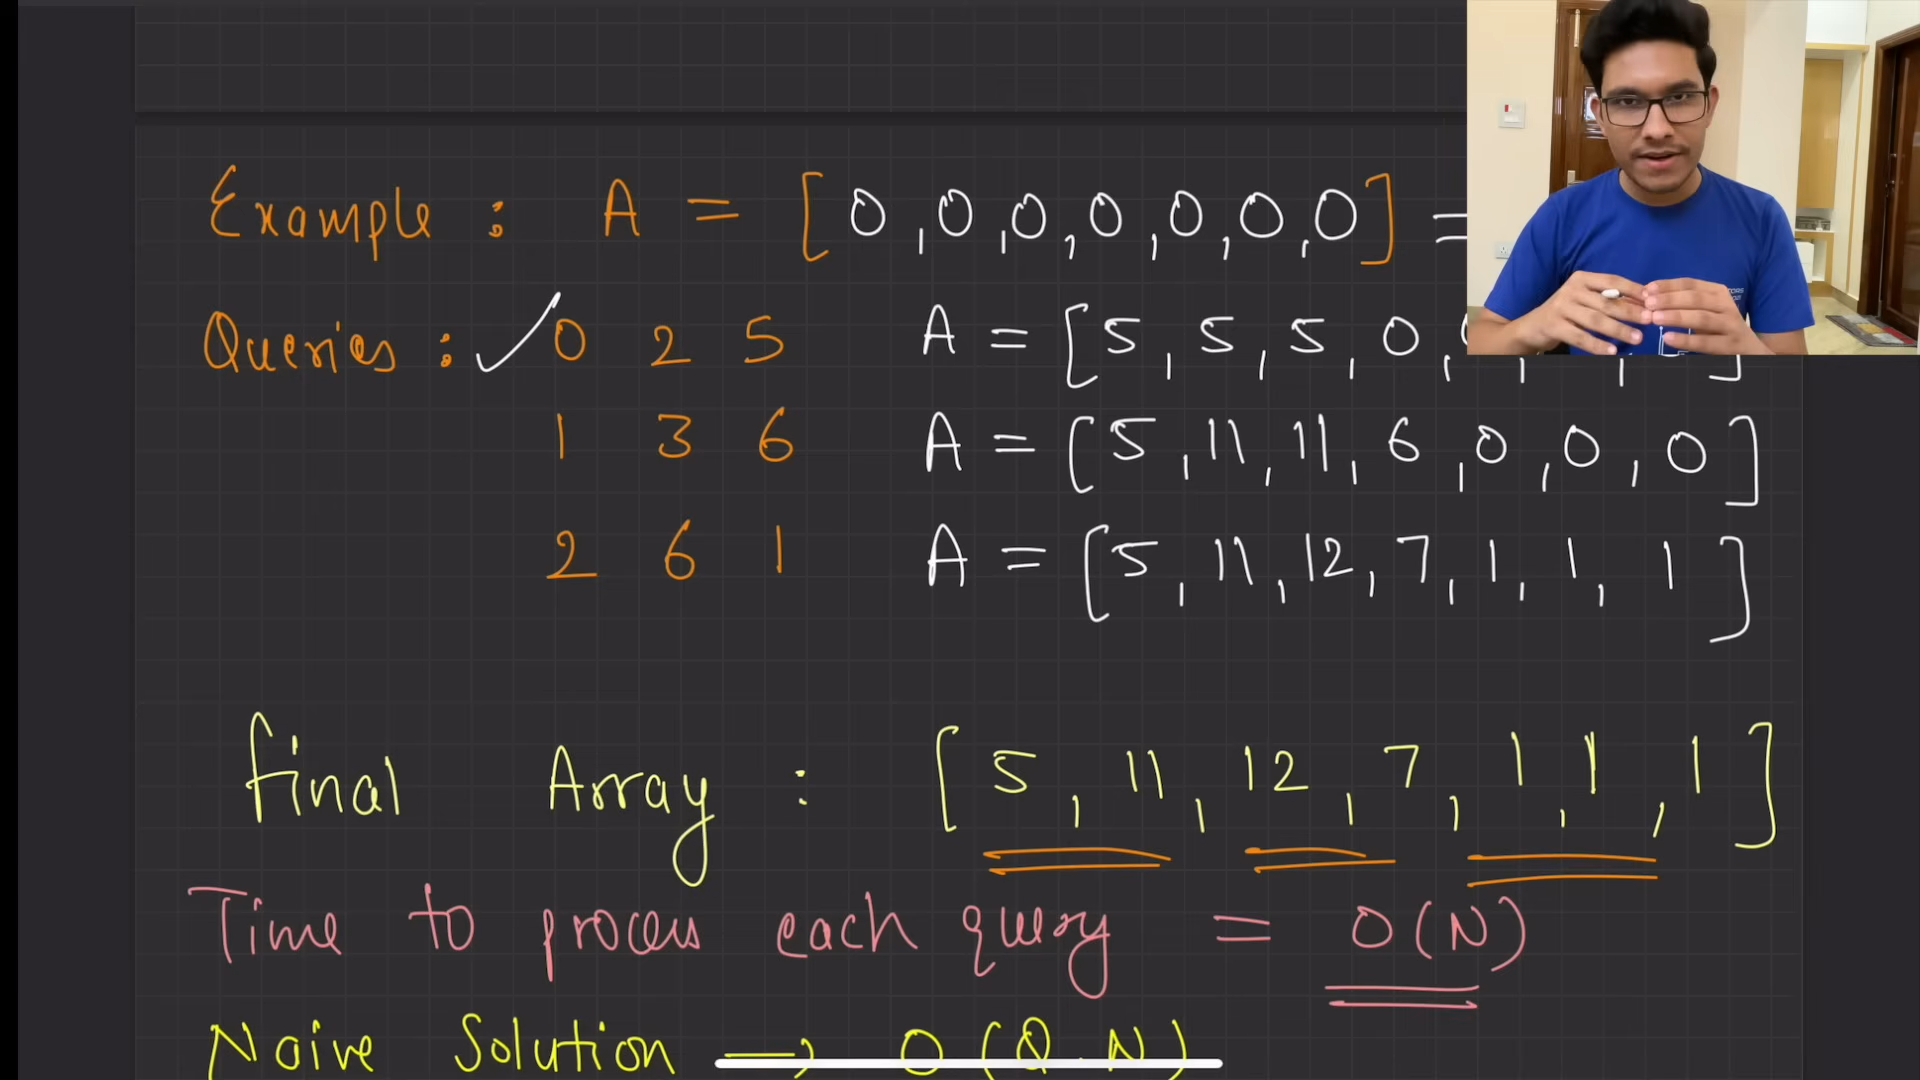 Example : A = [0,0,0,0,0,0,0] =
Queries : ✓ 0 2 5 A = [5,5,5,0,
1 3 6 A = [5,11,11,6,0,0,0]
2 6 1 A = [5,11,12,7,1,1,1]
final Array : [5,11,12,7,1,1,1]
Time to process each query = O(N)
Naive Solution → O(Q.N)